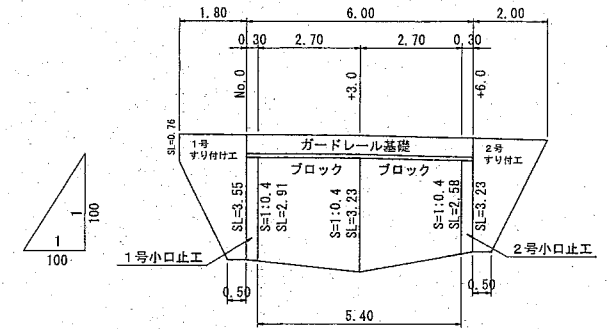 1.80 6.00 2.00
0.30 2.70 2.70 0.30
No.0 +3.0 +6.0
SL=0.76
1号
すり付け工
ガードレール基礎
2号
すり付工
ブロック ブロック
SL=3.55
S=1:0.4
SL=2.91
S=1:0.4
SL=3.23
S=1:0.4
SL=2.58
SL=3.23
1
100
1
100
1号小口止工
2号小口止工
0.50 0.50
5.40